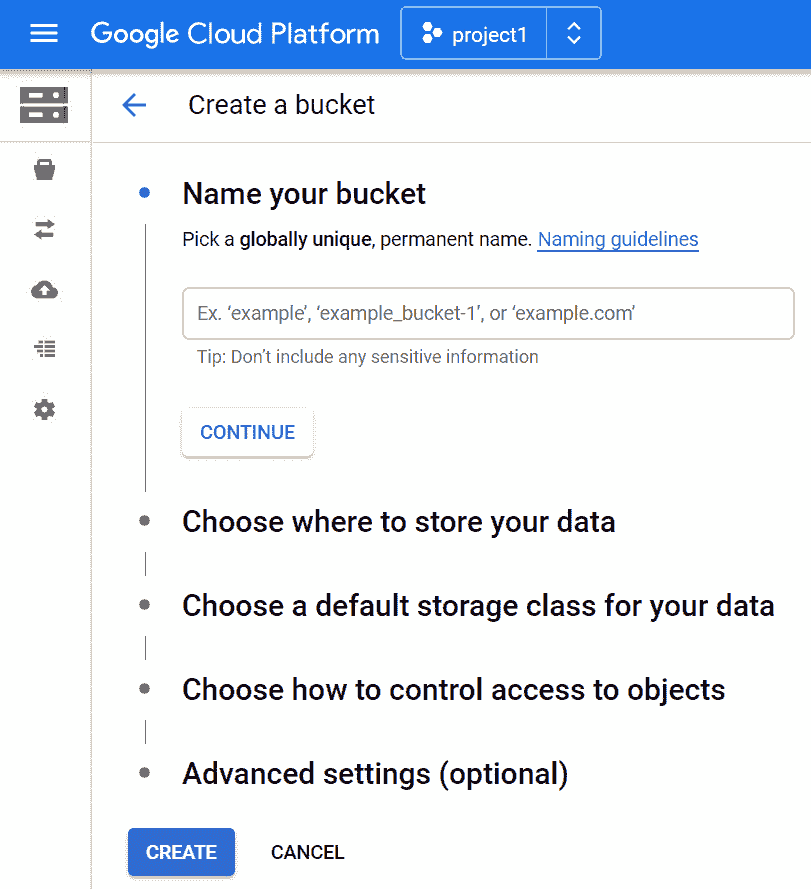 Google Cloud Platform project1
Create a bucket
Name your bucket
Pick a globally unique, permanent name. Naming guidelines
Ex. ‘example’, ‘example_bucket-1’, or ‘example.com’
Tip: Don’t include any sensitive information
CONTINUE
Choose where to store your data
Choose a default storage class for your data
Choose how to control access to objects
Advanced settings (optional)
CREATE CANCEL